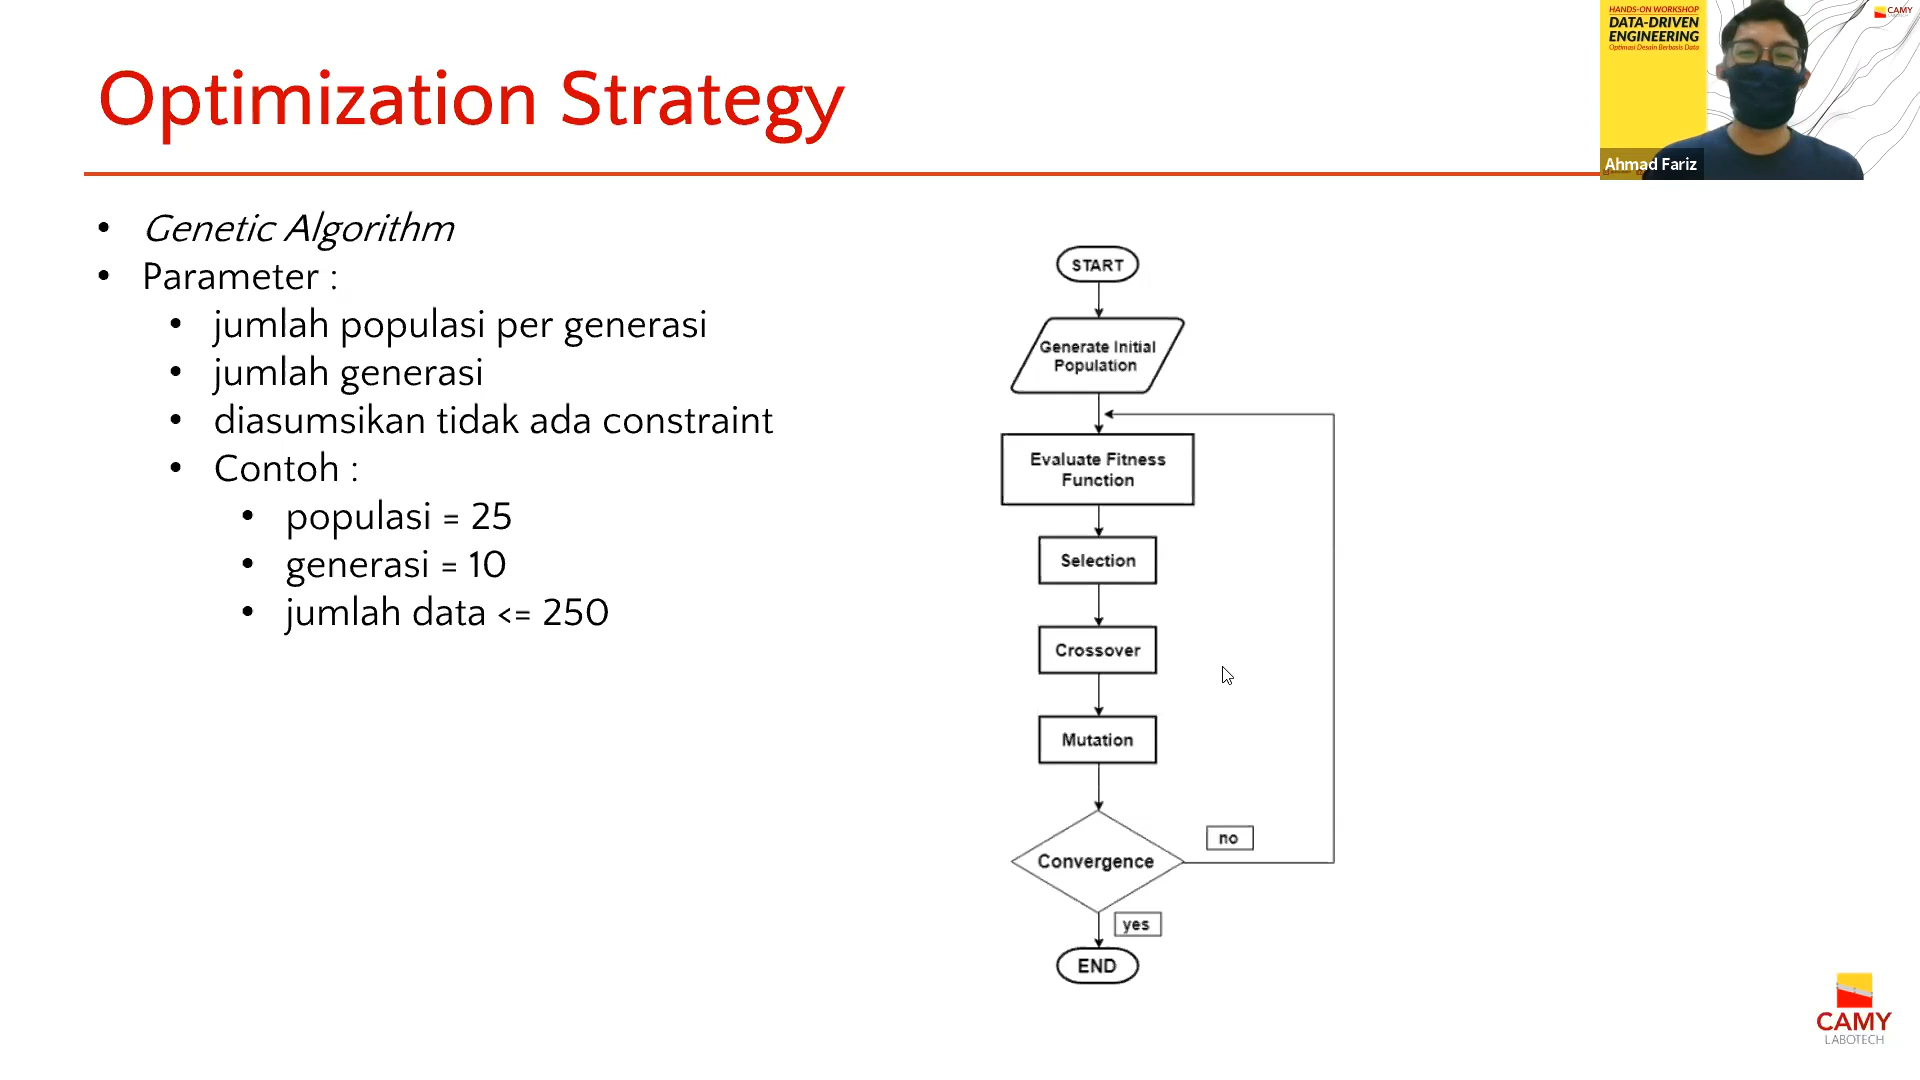 Optimization Strategy
HANDS-ON WORKSHOP
DATA-DRIVEN
ENGINEERING
Optimasi Desain Berbasis Data
CAMY
Ahmad Fariz
• Genetic Algorithm
• Parameter :
• jumlah populasi per generasi
• jumlah generasi
• diasumsikan tidak ada constraint
• Contoh :
• populasi = 25
• generasi = 10
• jumlah data <= 250
START
Generate Initial
Population
Evaluate Fitness
Function
Selection
Crossover
Mutation
Convergence
no
yes
END
CAMY
LABOTECH